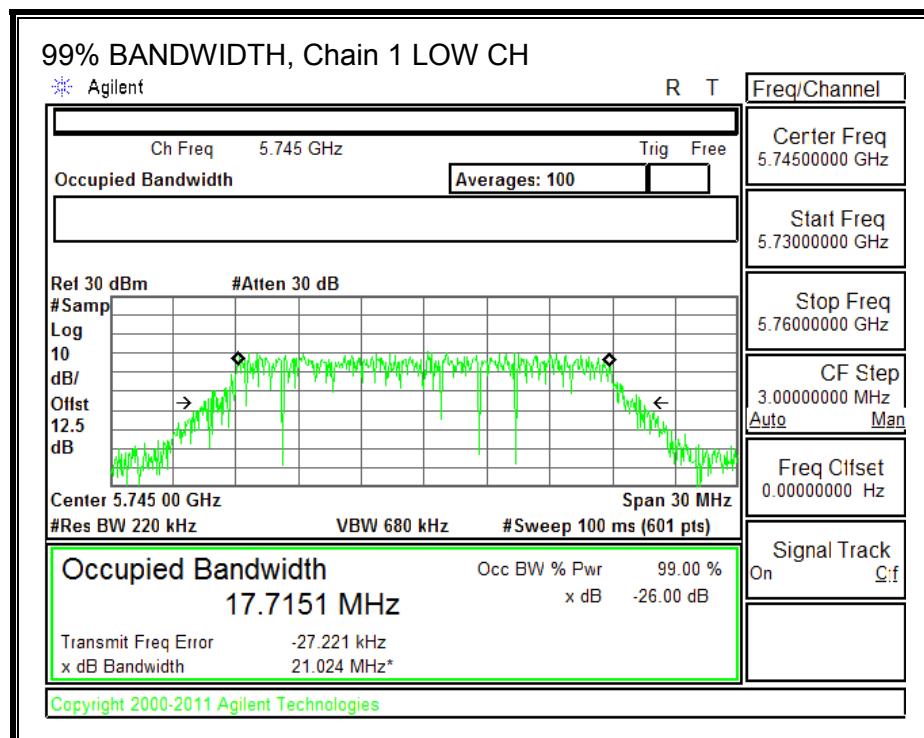 99% BANDWIDTH, Chain 1 LOW CH
Agilent R T
Freq/Channel
Ch Freq 5.745 GHz Trig Free
Occupied Bandwidth Averages: 100
Center Freq
5.74500000 GHz
Start Freq
5.73000000 GHz
Stop Freq
5.76000000 GHz
CF Step
3.00000000 MHz
Auto Man
Freq Offset
0.00000000 Hz
Signal Track
On Off
Ref 30 dBm #Atten 30 dB
#Samp
Log
10
dB/
Offst
12.5
dB
Center 5.745 00 GHz Span 30 MHz
#Res BW 220 kHz VBW 680 kHz #Sweep 100 ms (601 pts)
Occupied Bandwidth Occ BW % Pwr 99.00 %
17.7151 MHz x dB -26.00 dB
Transmit Freq Error -27.221 kHz
x dB Bandwidth 21.024 MHz*
Copyright 2000-2011 Agilent Technologies